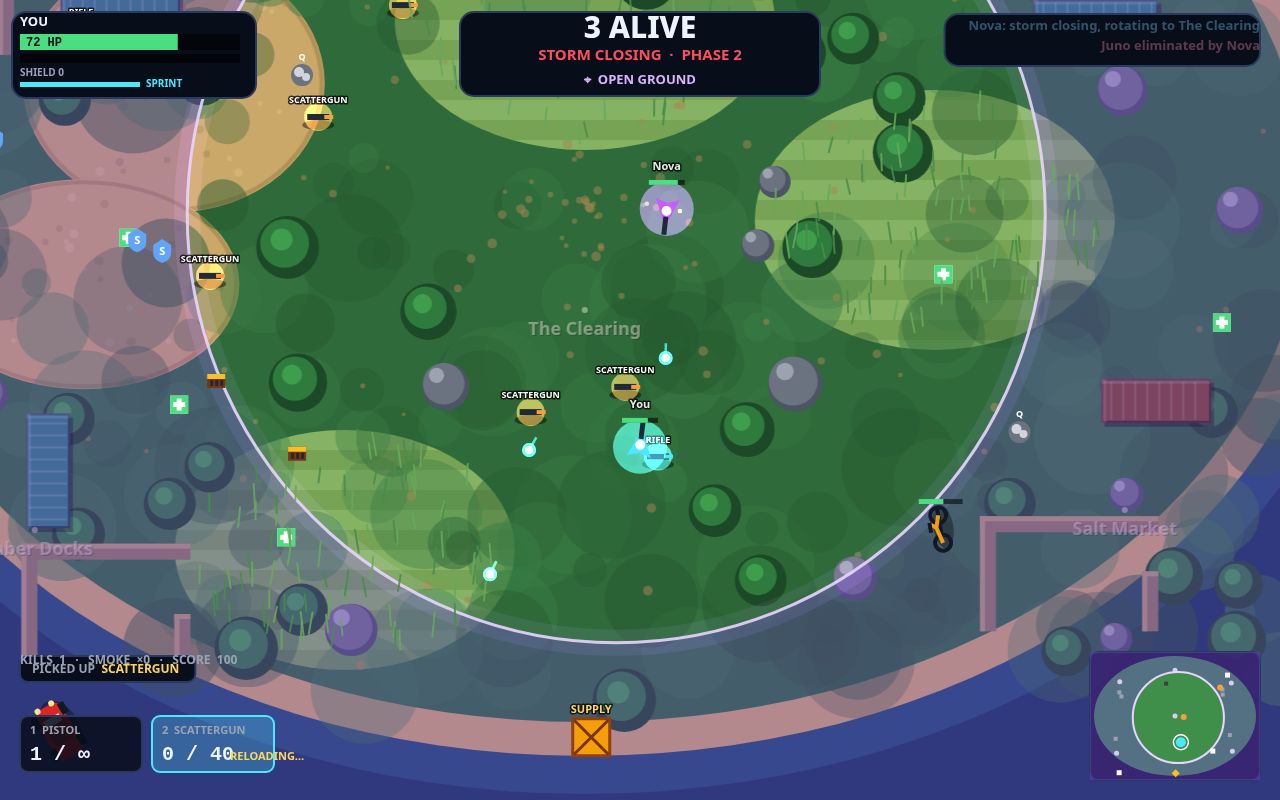 RIFLE
YOU
72 HP
SHIELD 0
SPRINT
3 ALIVE
STORM CLOSING · PHASE 2
⌖ OPEN GROUND
Nova: storm closing, rotating to The Clearing
Juno eliminated by Nova
Q
SCATTERGUN
Nova
S
S
SCATTERGUN
The Clearing
SCATTERGUN
SCATTERGUN
You
RIFLE
Q
Salt Market
ber Docks
KILLS 1 · SMOKE ×0 · SCORE 100
PICKED UP SCATTERGUN
SUPPLY
1 PISTOL
1 / ∞
2 SCATTERGUN
0 / 40
RELOADING...